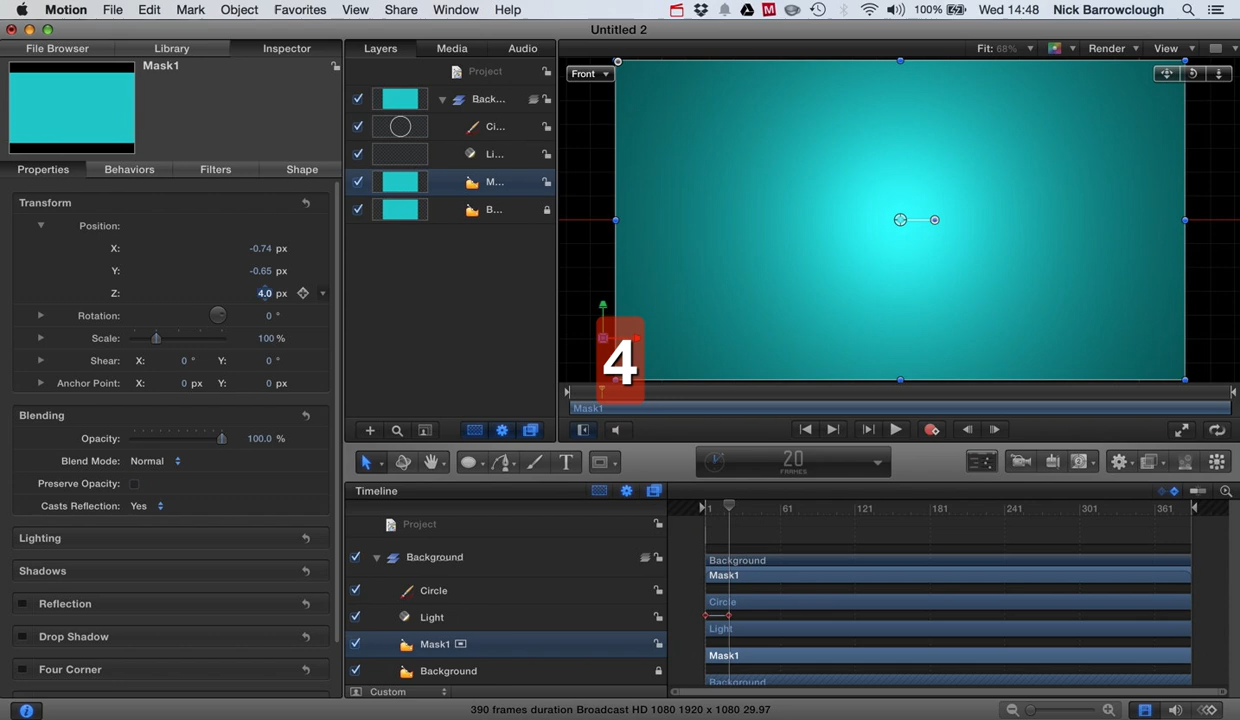 Motion File Edit Mark Object Favorites View Share Window Help 100% Wed 14:48 Nick Barrowclough
Untitled 2
File Browser Library Inspector Layers Media Audio Fit: 68% Render View
Mask1
Project
Front
Back...
Ci...
Li...
Properties Behaviors Filters Shape
M...
Transform
B...
Position:
X: -0.74 px
Y: -0.65 px
Z: 4.0 px
Rotation: 0 °
Scale: 100 %
4
Shear: X: 0 ° Y: 0 °
Anchor Point: X: 0 px Y: 0 px
Mask1
Blending
Opacity: 100.0 %
Blend Mode: Normal
T
20
FRAMES
Preserve Opacity:
Timeline
Casts Reflection: Yes
1 61 121 181 241 301 361
Project
Lighting
Background
Background
Shadows
Mask1
Circle
Circle
Reflection
Light
Light
Drop Shadow
Mask1
Mask1
Four Corner
Background
Background
Custom
390 frames duration Broadcast HD 1080 1920 x 1080 29.97